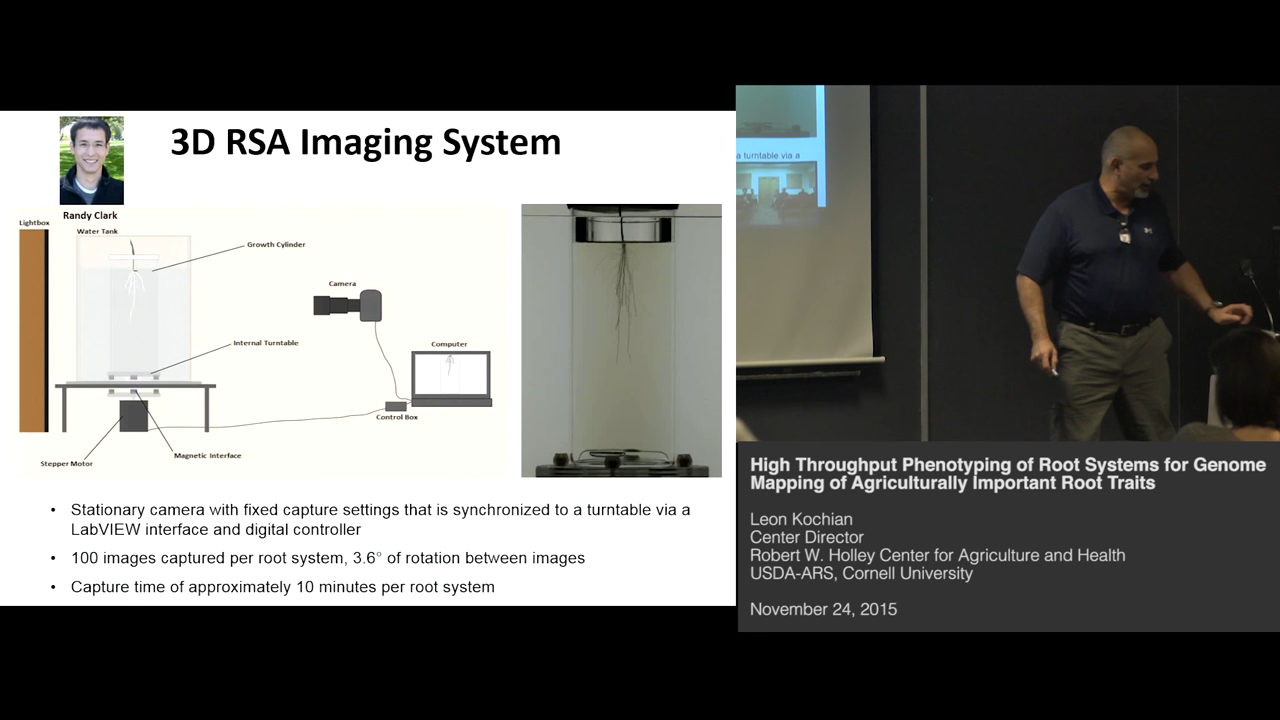 3D RSA Imaging System
Randy Clark
Lightbox
Water Tank
Growth Cylinder
Camera
Internal Turntable
Computer
Control Box
Magnetic Interface
Stepper Motor
• Stationary camera with fixed capture settings that is synchronized to a turntable via a
LabVIEW interface and digital controller
• 100 images captured per root system, 3.6° of rotation between images
• Capture time of approximately 10 minutes per root system
a turntable via a
High Throughput Phenotyping of Root Systems for Genome
Mapping of Agriculturally Important Root Traits
Leon Kochian
Center Director
Robert W. Holley Center for Agriculture and Health
USDA-ARS, Cornell University
November 24, 2015